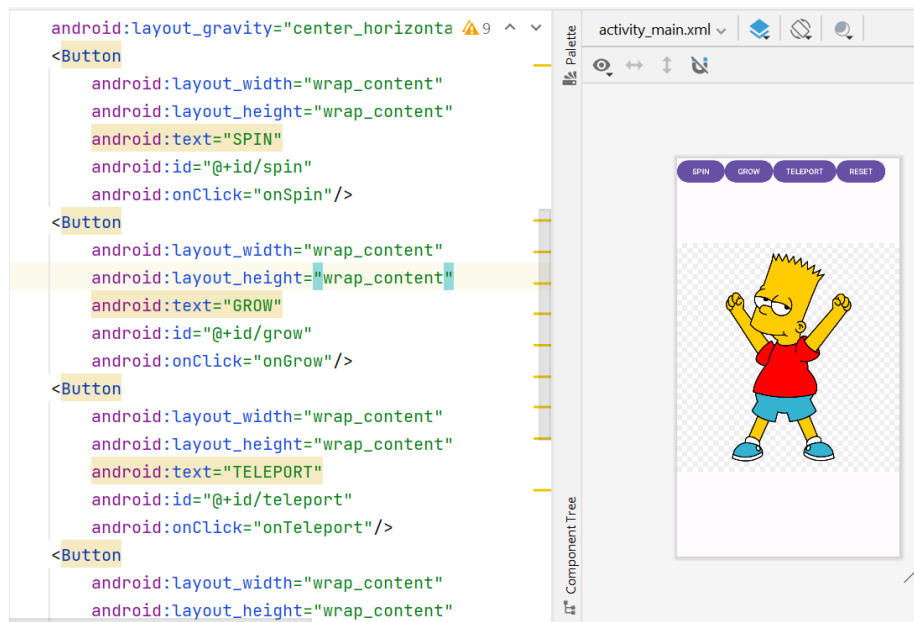 android:layout_gravity="center_horizonta
9
<Button
android:layout_width="wrap_content"
android:layout_height="wrap_content"
android:text="SPIN"
android:id="@+id/spin"
android:onClick="onSpin"/>
<Button
android:layout_width="wrap_content"
android:layout_height="wrap_content"
android:text="GROW"
android:id="@+id/grow"
android:onClick="onGrow"/>
<Button
android:layout_width="wrap_content"
android:layout_height="wrap_content"
android:text="TELEPORT"
android:id="@+id/teleport"
android:onClick="onTeleport"/>
<Button
android:layout_width="wrap_content"
android:layout_height="wrap_content"
Palette
Component Tree
activity_main.xml
SPIN GROW TELEPORT RESET